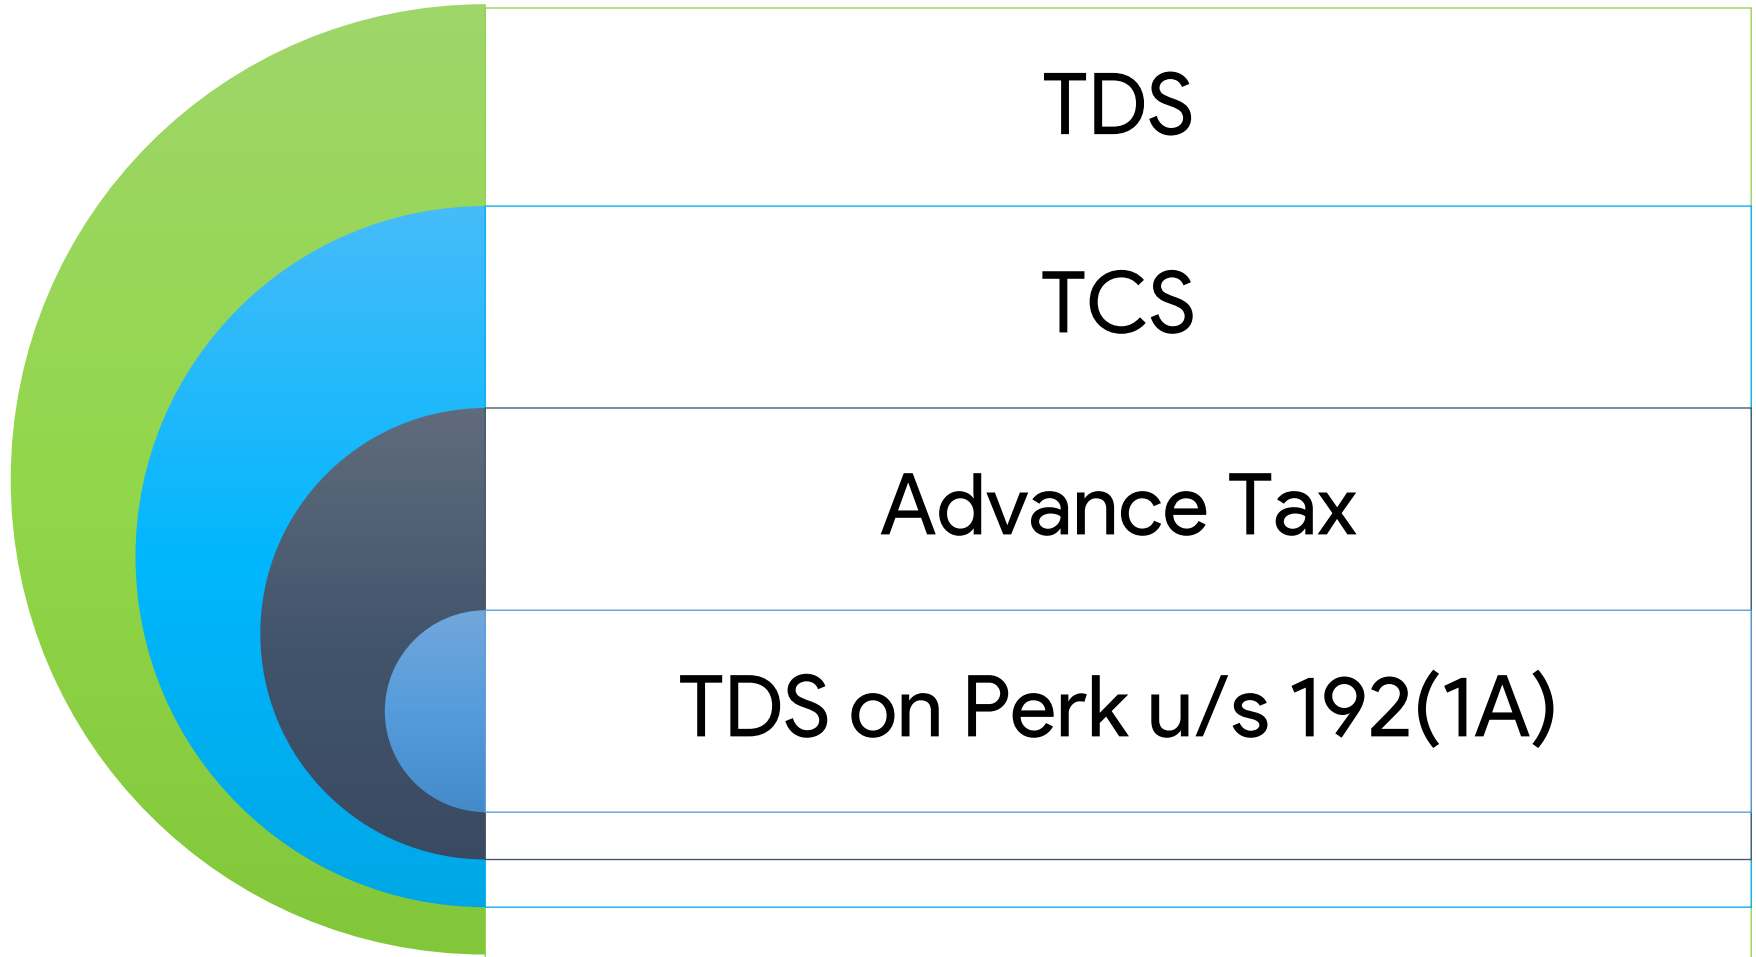 TDS
TCS
Advance Tax
TDS on Perk u/s 192(1A)